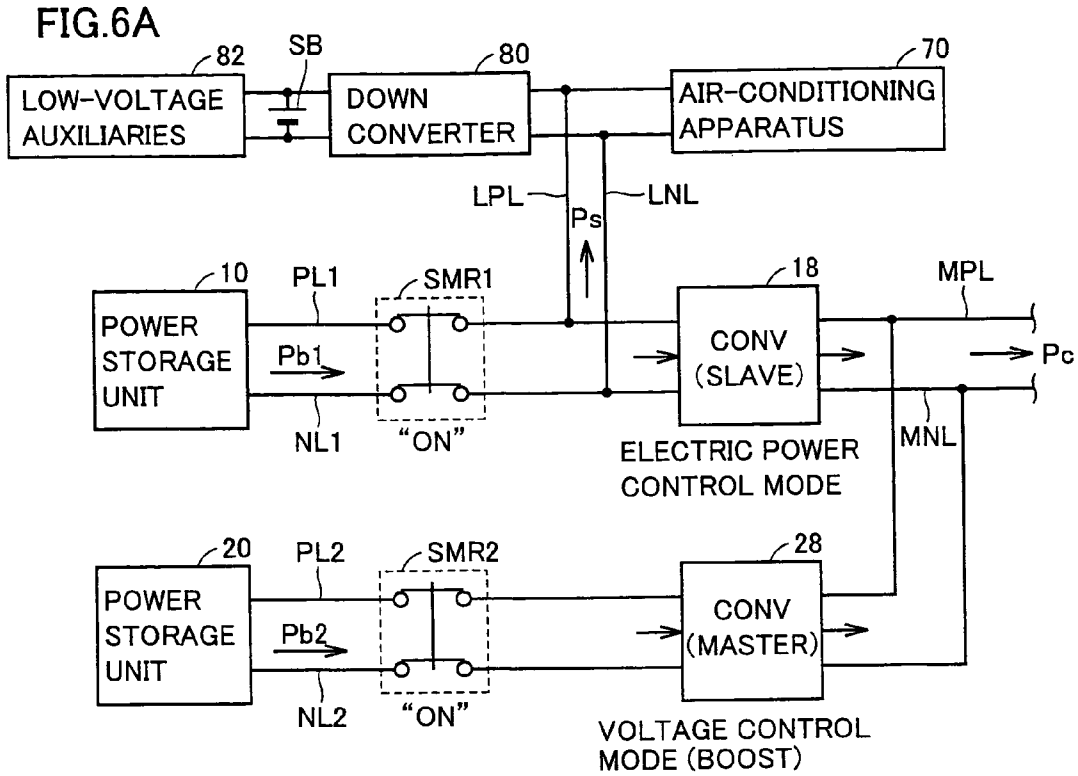 FIG.6A
82
SB
80
70
LOW-VOLTAGE
AUXILIARIES
DOWN
CONVERTER
AIR-CONDITIONING
APPARATUS
LPL
LNL
Ps
10
PL1
SMR1
18
MPL
POWER
STORAGE
UNIT
Pb1
CONV
(SLAVE)
Pc
NL1
"ON"
MNL
ELECTRIC POWER
CONTROL MODE
20
PL2
SMR2
28
POWER
STORAGE
UNIT
Pb2
CONV
(MASTER)
NL2
"ON"
VOLTAGE CONTROL
MODE (BOOST)